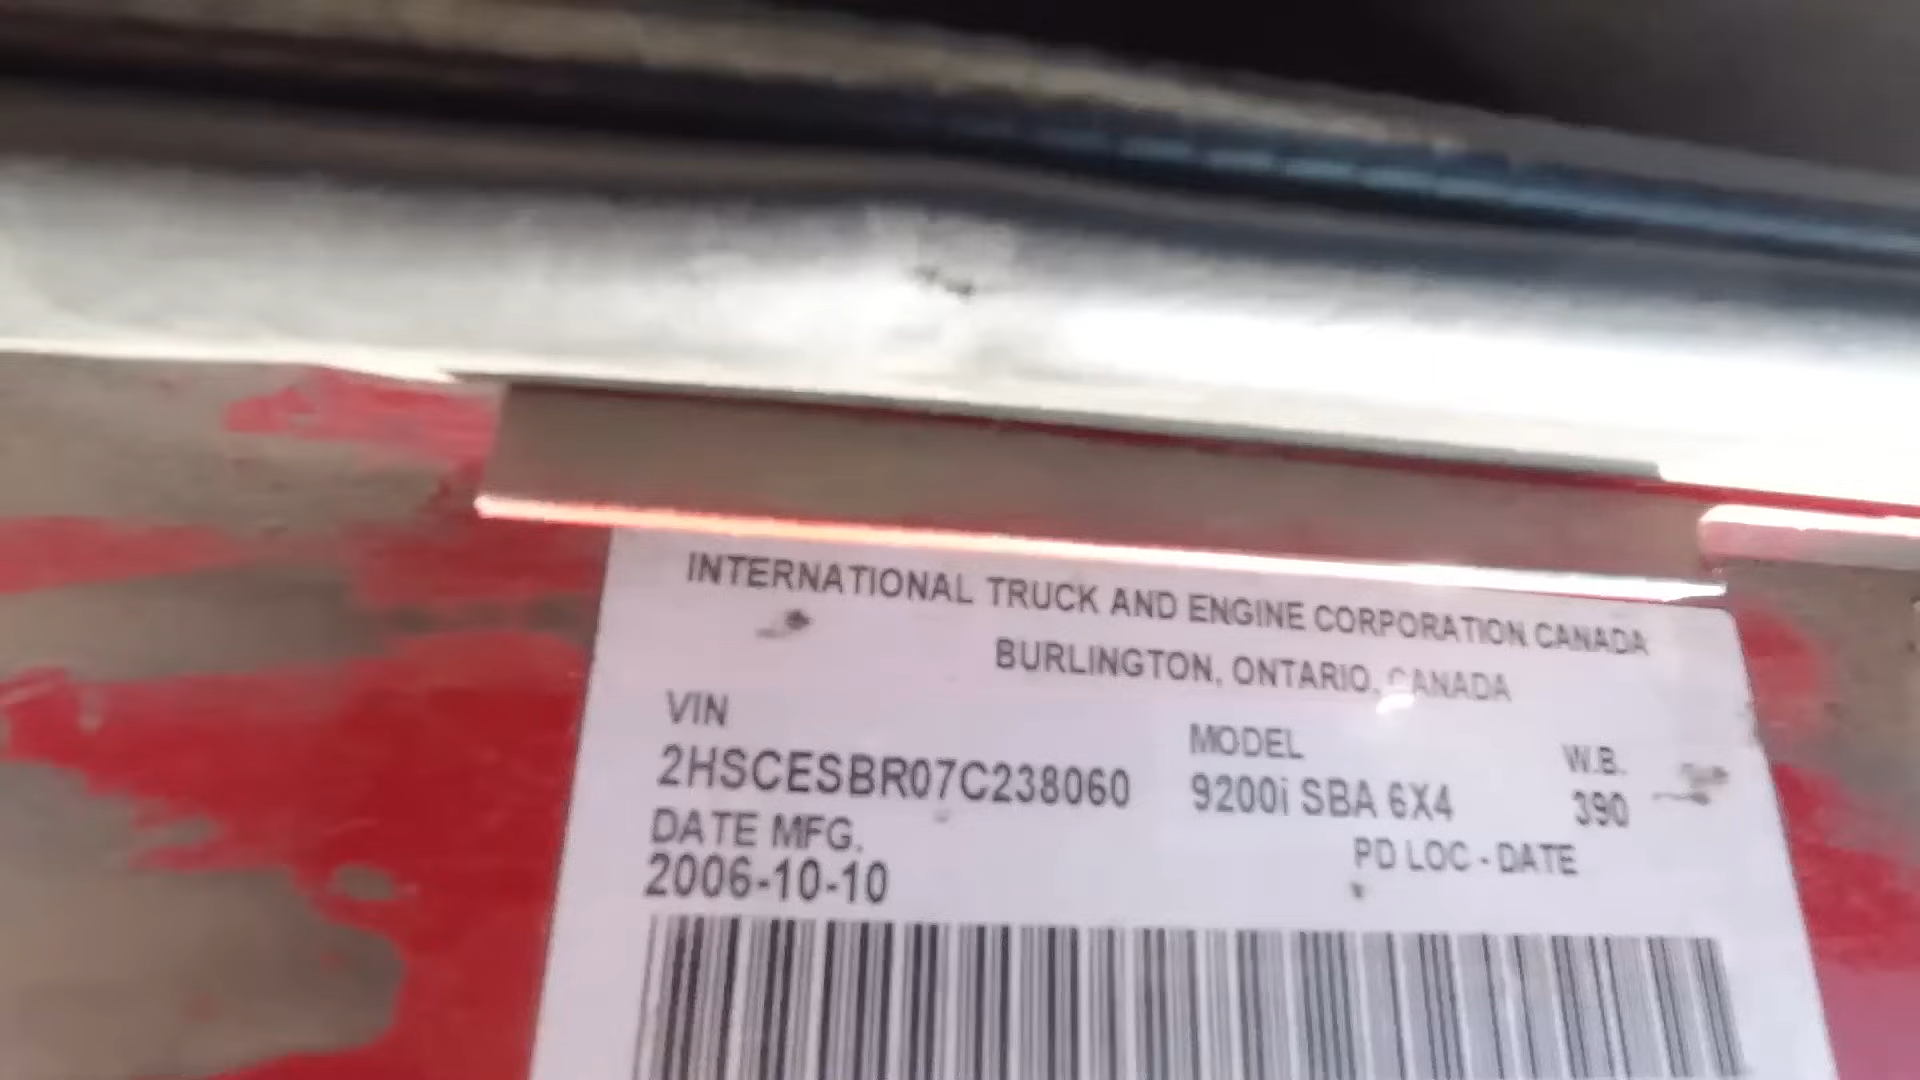 INTERNATIONAL TRUCK AND ENGINE CORPORATION CANADA
BURLINGTON, ONTARIO, CANADA
VIN MODEL W.B.
2HSCESBR07C238060 9200i SBA 6X4 390
DATE MFG. PD LOC - DATE
2006-10-10